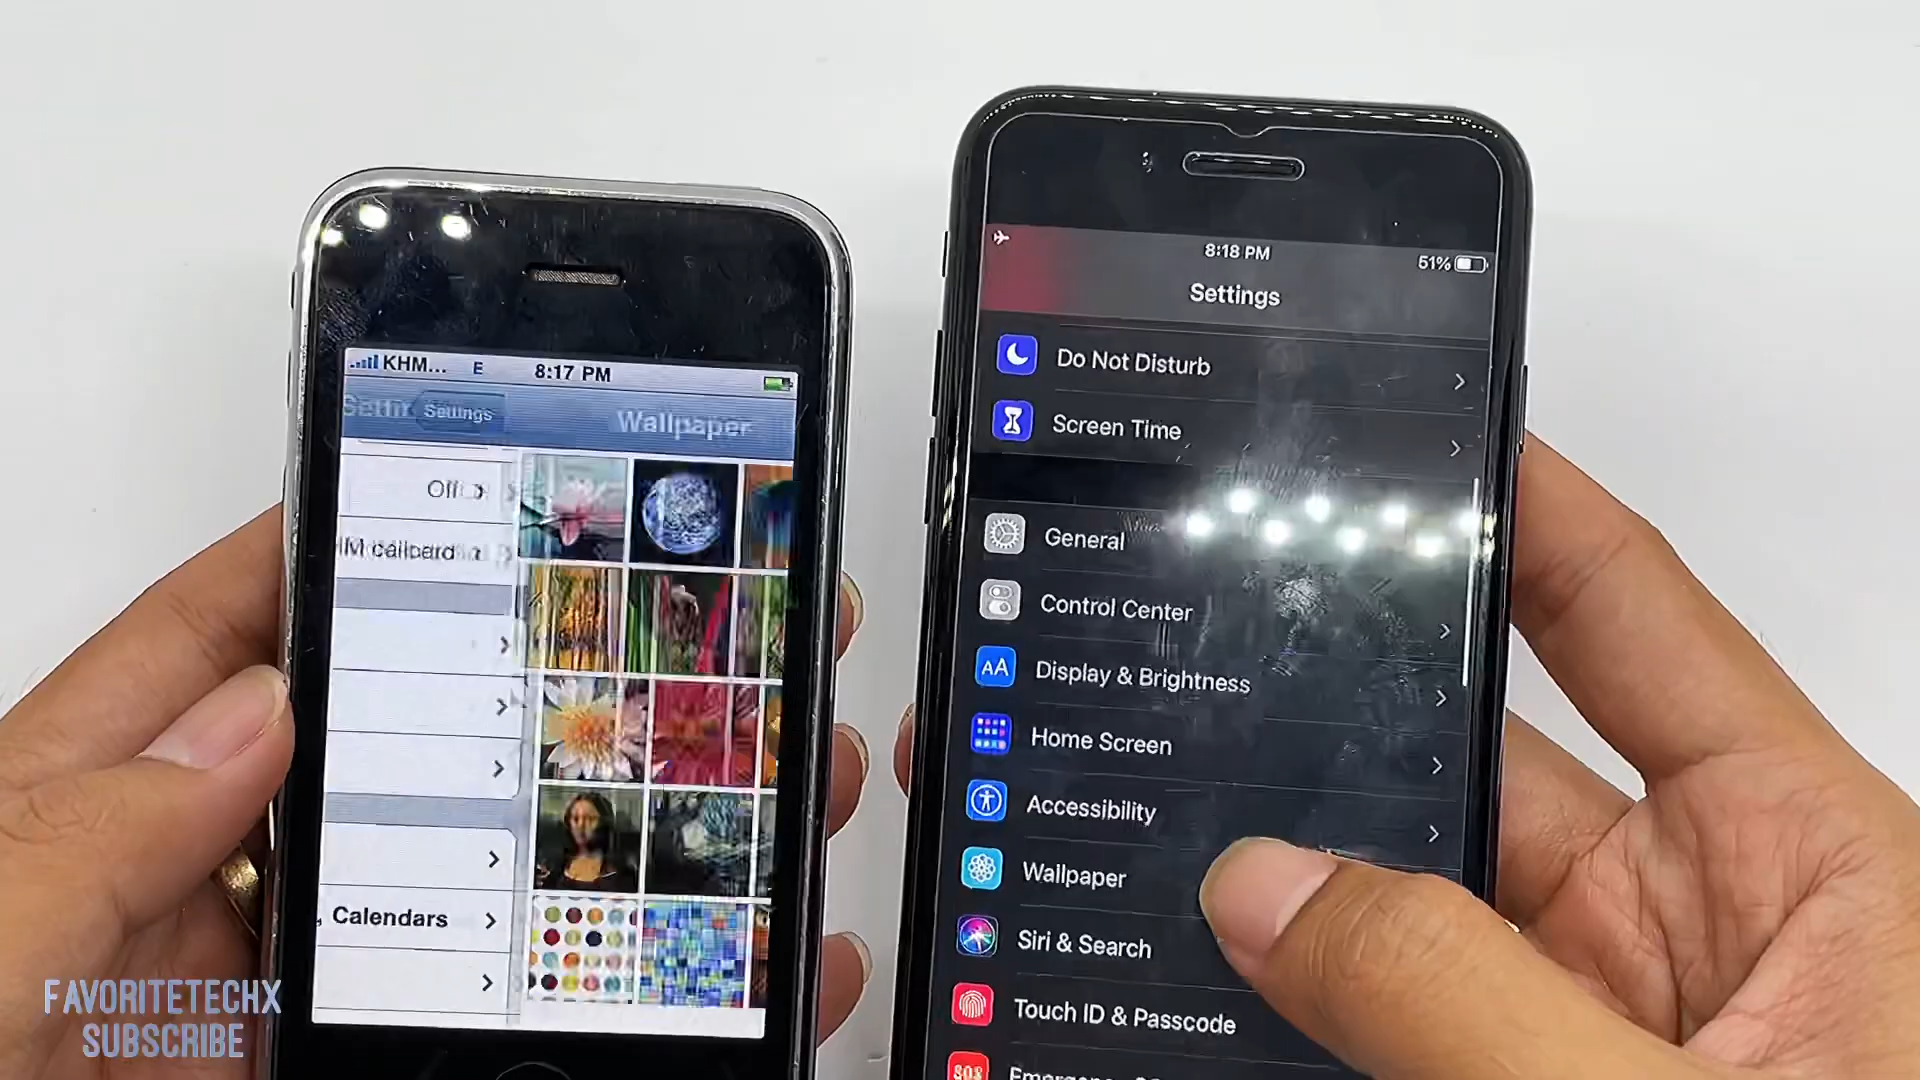 KHM... E 8:17 PM
Settings Wallpaper
Off
Calendars
8:18 PM 51%
Settings
Do Not Disturb
Screen Time
General
Control Center
AA Display & Brightness
Home Screen
Accessibility
Wallpaper
Siri & Search
Touch ID & Passcode
SOS
FAVORITETECHX
SUBSCRIBE